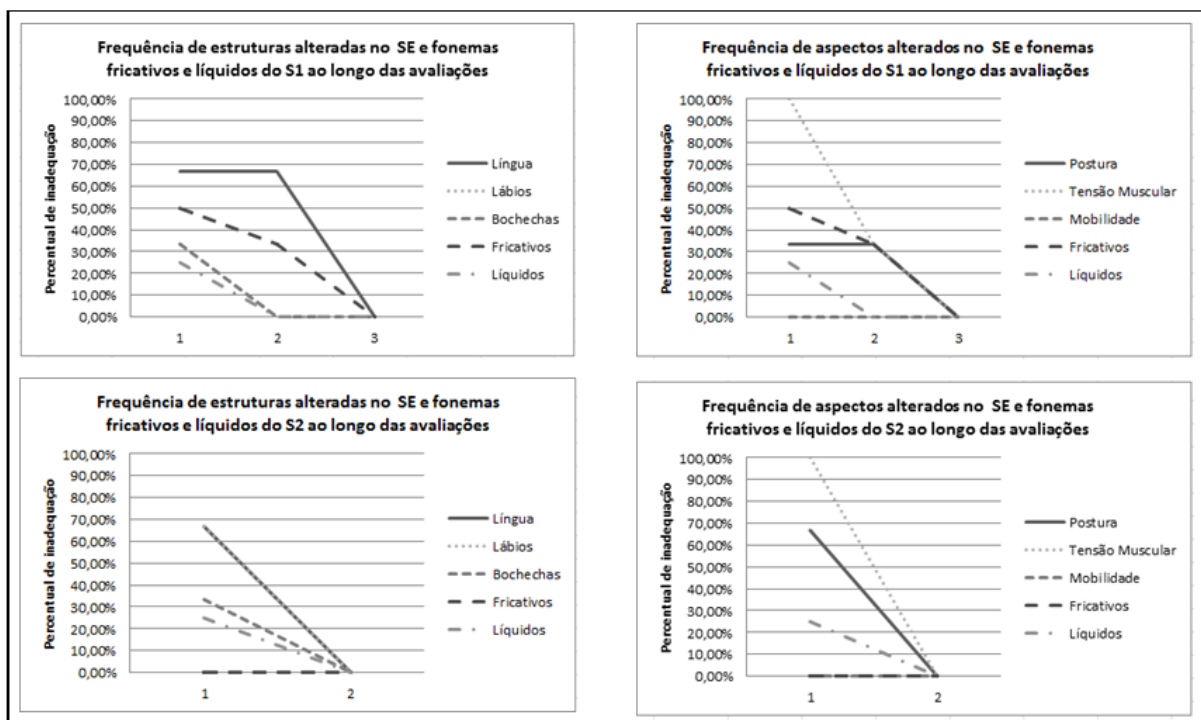 Frequência de estruturas alteradas no SE e fonemas
fricativos e líquidos do S1 ao longo das avaliações
Percentual de inadequação
100,00%
90,00%
80,00%
70,00%
60,00%
50,00%
40,00%
30,00%
20,00%
10,00%
0,00%
1 2 3
Língua
Lábios
Bochechas
Fricativos
Líquidos
Frequência de aspectos alterados no SE e fonemas
fricativos e líquidos do S1 ao longo das avaliações
Percentual de inadequação
100,00%
90,00%
80,00%
70,00%
60,00%
50,00%
40,00%
30,00%
20,00%
10,00%
0,00%
1 2 3
Postura
Tensão Muscular
Mobilidade
Fricativos
Líquidos
Frequência de estruturas alteradas no SE e fonemas
fricativos e líquidos do S2 ao longo das avaliações
Percentual de inadequação
100,00%
90,00%
80,00%
70,00%
60,00%
50,00%
40,00%
30,00%
20,00%
10,00%
0,00%
1 2
Língua
Lábios
Bochechas
Fricativos
Líquidos
Frequência de aspectos alterados no SE e fonemas
fricativos e líquidos do S2 ao longo das avaliações
Percentual de inadequação
100,00%
90,00%
80,00%
70,00%
60,00%
50,00%
40,00%
30,00%
20,00%
10,00%
0,00%
1 2
Postura
Tensão Muscular
Mobilidade
Fricativos
Líquidos